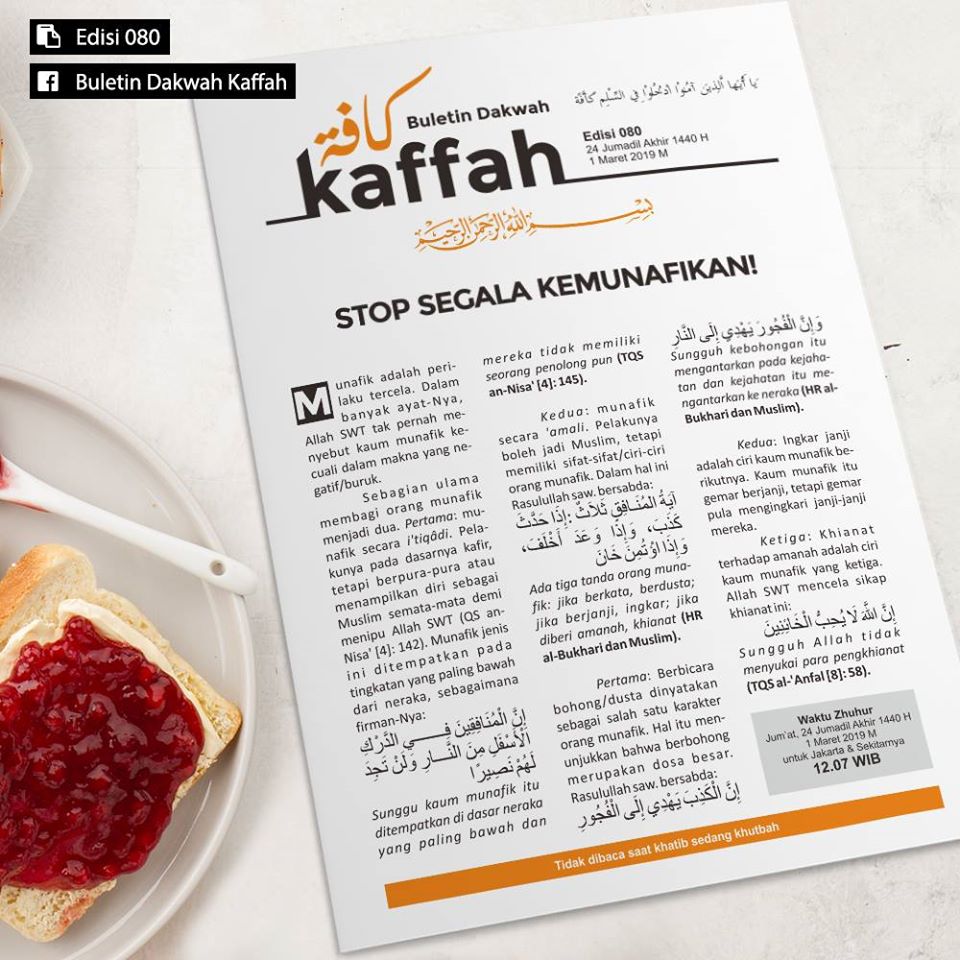 Edisi 080
Buletin Dakwah Kaffah
كافة
Buletin Dakwah
kaffah
يَا أَيُّهَا الَّذِينَ آمَنُوا ادْخُلُوا فِي السِّلْمِ كَافَّةً
Edisi 080
24 Jumadil Akhir 1440 H
1 Maret 2019 M
بِسْمِ اللهِ الرَّحْمَنِ الرَّحِيْمِ
STOP SEGALA KEMUNAFIKAN!
Munafik adalah peri-
laku tercela. Dalam
banyak ayat-Nya,
Allah SWT tak pernah me-
nyebut kaum munafik ke-
cuali dalam makna yang ne-
gatif/buruk.
Sebagian ulama
membagi orang munafik
menjadi dua. Pertama: mu-
nafik secara i'tiqâdi. Pela-
kunya pada dasarnya kafir,
tetapi berpura-pura atau
menampilkan diri sebagai
Muslim semata-mata demi
menipu Allah SWT (QS an-
Nisa' [4]: 142). Munafik jenis
ini ditempatkan pada
tingkatan yang paling bawah
dari neraka, sebagaimana
firman-Nya:
إِنَّ الْمُنَافِقِينَ فِي الدَّرْكِ
الْأَسْفَلِ مِنَ النَّارِ وَلَنْ تَجِدَ
لَهُمْ نَصِيرًا
Sunggu kaum munafik itu
ditempatkan di dasar neraka
yang paling bawah dan
mereka tidak memiliki
seorang penolong pun (TQS
an-Nisa' [4]: 145).
Kedua: munafik
secara 'amali. Pelakunya
boleh jadi Muslim, tetapi
memiliki sifat-sifat/ciri-ciri
orang munafik. Dalam hal ini
Rasulullah saw. bersabda:
آيَةُ الْمُنَافِقِ ثَلَاثٌ :إِذَا حَدَّثَ
كَذَبَ، وَإِذَا وَعَدَ أَخْلَفَ،
وَإِذَا اؤْتُمِنَ خَانَ
Ada tiga tanda orang muna-
fik: jika berkata, berdusta;
jika berjanji, ingkar; jika
diberi amanah, khianat (HR
al-Bukhari dan Muslim).
Pertama: Berbicara
bohong/dusta dinyatakan
sebagai salah satu karakter
orang munafik. Hal itu men-
unjukkan bahwa berbohong
merupakan dosa besar.
Rasulullah saw. bersabda:
إِنَّ الْكَذِبَ يَهْدِي إِلَى الْفُجُورِ
وَإِنَّ الْفُجُورَ يَهْدِي إِلَى النَّارِ
Sungguh kebohongan itu
mengantarkan pada kejaha-
tan dan kejahatan itu me-
ngantarkan ke neraka (HR al-
Bukhari dan Muslim).
Kedua: Ingkar janji
adalah ciri kaum munafik be-
rikutnya. Kaum munafik itu
gemar berjanji, tetapi gemar
pula mengingkari janji-janji
mereka.
Ketiga: Khianat
terhadap amanah adalah ciri
kaum munafik yang ketiga.
Allah SWT mencela sikap
khianat ini:
إِنَّ اللَّهَ لَا يُحِبُّ الْخَائِنِينَ
Sungguh Allah tidak
menyukai para pengkhianat
(TQS al-'Anfal [8]: 58).
Waktu Zhuhur
Jum'at, 24 Jumadil Akhir 1440 H
1 Maret 2019 M
untuk Jakarta & Sekitarnya
12.07 WIB
Tidak dibaca saat khatib sedang khutbah